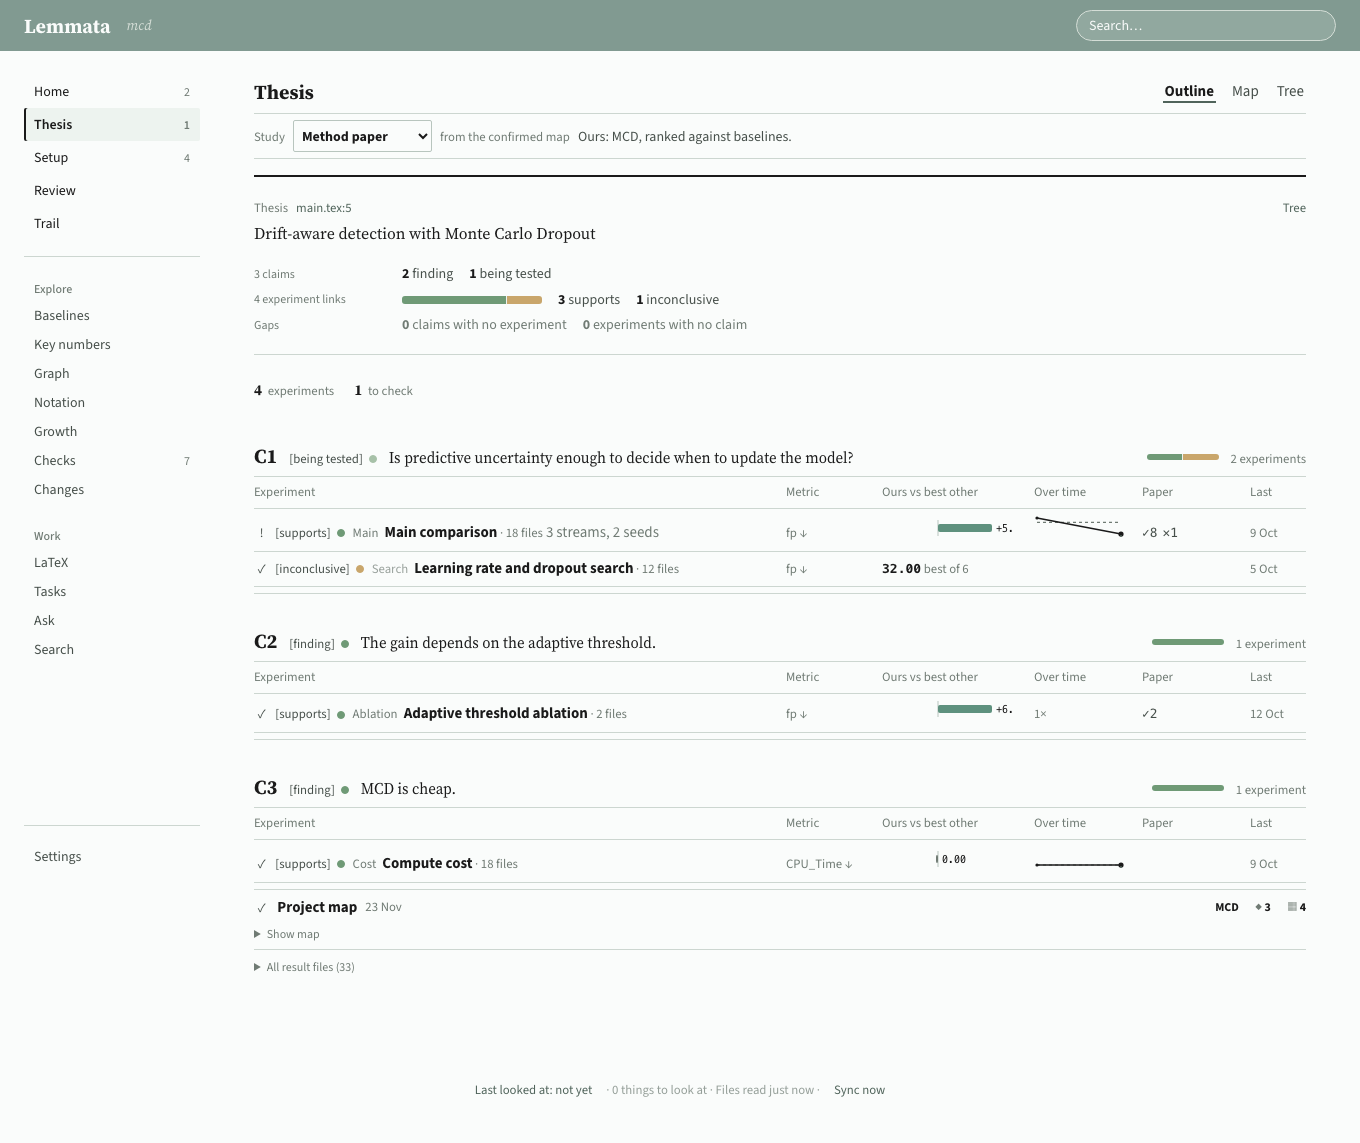 Lemmata mcd Search…
Home 2
Thesis 1
Setup 4
Review
Trail
Explore
Baselines
Key numbers
Graph
Notation
Growth
Checks 7
Changes
Work
LaTeX
Tasks
Ask
Search
Settings
Thesis Outline Map Tree
Study Method paper from the confirmed map Ours: MCD, ranked against baselines.
Thesis main.tex:5 Tree
Drift-aware detection with Monte Carlo Dropout
3 claims 2 finding 1 being tested
4 experiment links 3 supports 1 inconclusive
Gaps 0 claims with no experiment 0 experiments with no claim
4 experiments 1 to check
C1 [being tested] Is predictive uncertainty enough to decide when to update the model? 2 experiments
Experiment Metric Ours vs best other Over time Paper Last
! [supports] Main Main comparison · 18 files 3 streams, 2 seeds fp ↓ +5. ✓8 ×1 9 Oct
✓ [inconclusive] Search Learning rate and dropout search · 12 files fp ↓ 32.00 best of 6 5 Oct
C2 [finding] The gain depends on the adaptive threshold. 1 experiment
Experiment Metric Ours vs best other Over time Paper Last
✓ [supports] Ablation Adaptive threshold ablation · 2 files fp ↓ +6. 1× ✓2 12 Oct
C3 [finding] MCD is cheap. 1 experiment
Experiment Metric Ours vs best other Over time Paper Last
✓ [supports] Cost Compute cost · 18 files CPU_Time ↓ 0.00 9 Oct
✓ Project map 23 Nov MCD ◆ 3 ▦ 4
▶ Show map
▶ All result files (33)
Last looked at: not yet · 0 things to look at · Files read just now · Sync now